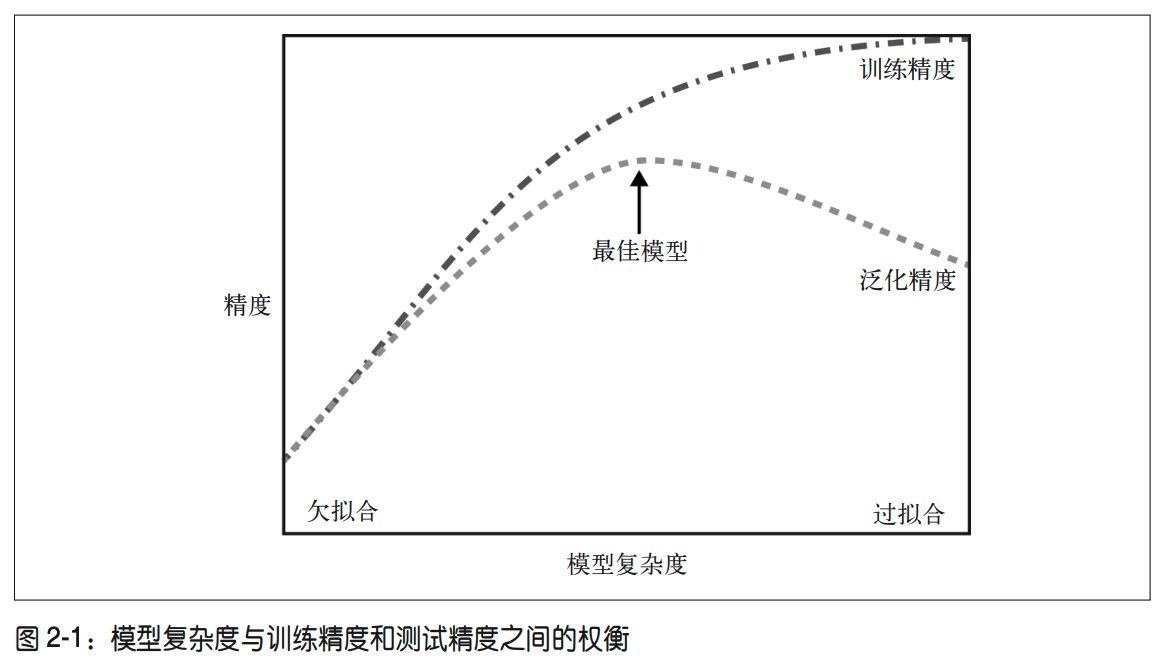 训练精度
最佳模型
泛化精度
精度
欠拟合
过拟合
模型复杂度
图 2-1：模型复杂度与训练精度和测试精度之间的权衡